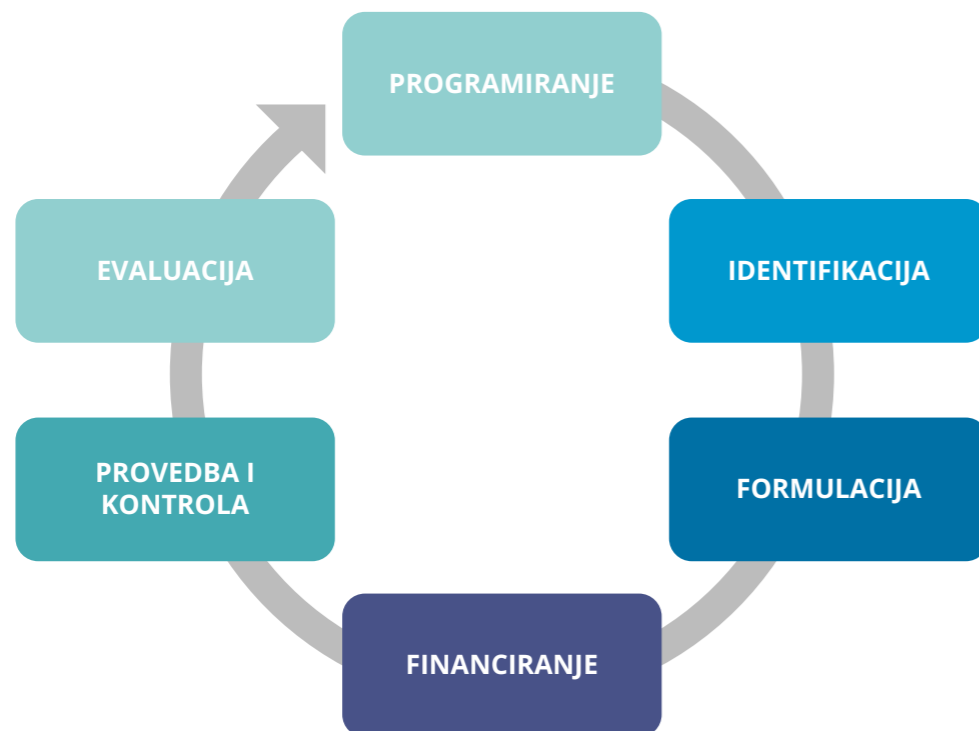 PROGRAMIRANJE
IDENTIFIKACIJA
FORMULACIJA
FINANCIRANJE
PROVEDBA I
KONTROLA
EVALUACIJA